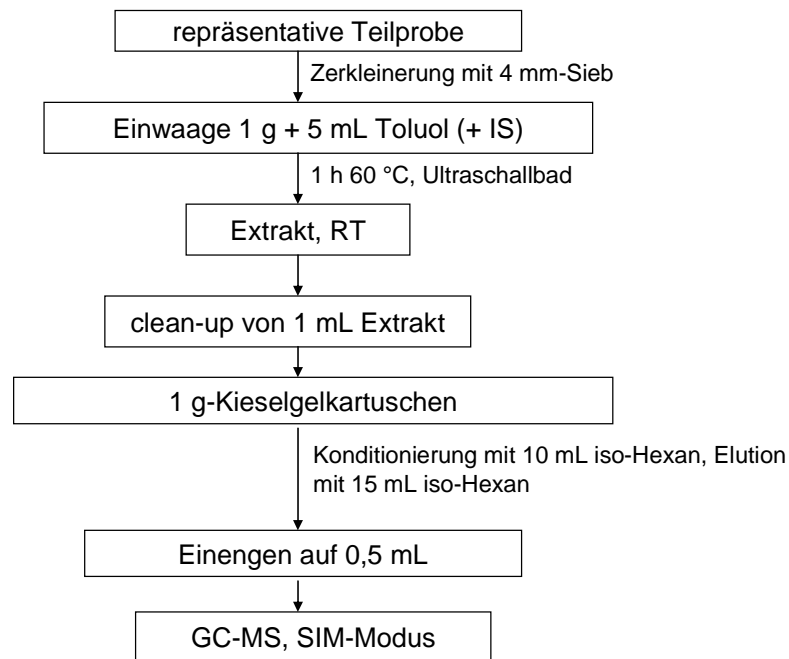 repräsentative Teilprobe
Zerkleinerung mit 4 mm-Sieb
Einwaage 1 g + 5 mL Toluol (+ IS)
1 h 60 °C, Ultraschallbad
Extrakt, RT
clean-up von 1 mL Extrakt
1 g-Kieselgelkartuschen
Konditionierung mit 10 mL iso-Hexan, Elution
mit 15 mL iso-Hexan
Einengen auf 0,5 mL
GC-MS, SIM-Modus